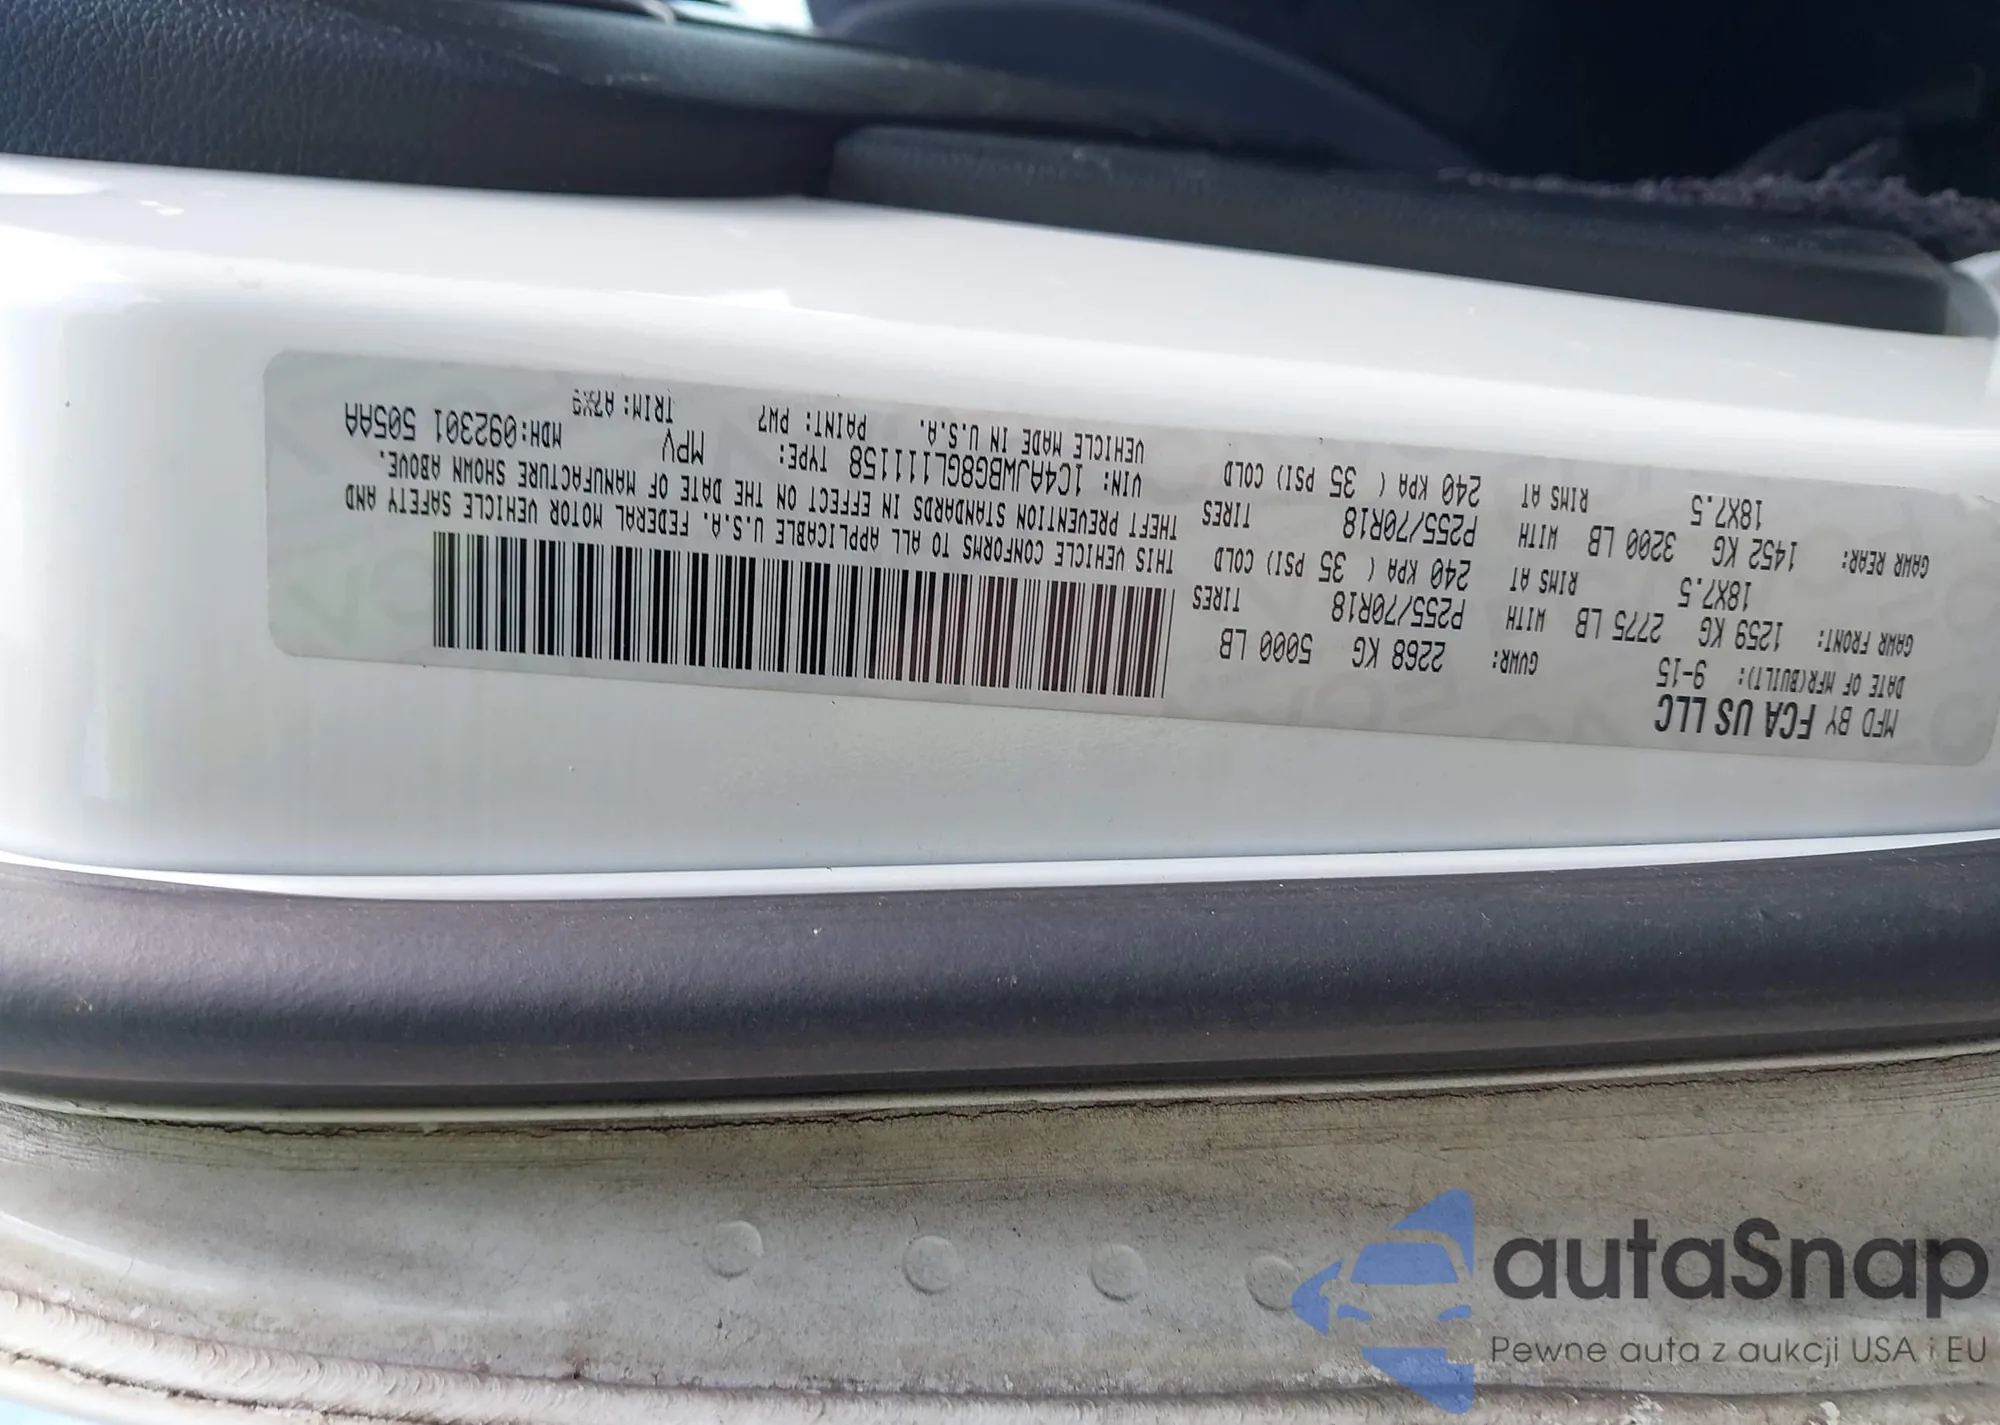 MFD BY FCA US LLC
DATE OF MFR(BUILT): 9-15 GVWR: 2268 KG 5000 LB
GAWR FRONT: 1259 KG 2775 LB WITH P255/70R18 TIRES
18X7.5 RIMS AT 240 KPA ( 35 PSI) COLD
GAWR REAR: 1452 KG 3200 LB WITH P255/70R18 TIRES
18X7.5 RIMS AT 240 KPA ( 35 PSI) COLD
THIS VEHICLE CONFORMS TO ALL APPLICABLE U.S.A. FEDERAL MOTOR VEHICLE SAFETY AND
THEFT PREVENTION STANDARDS IN EFFECT ON THE DATE OF MANUFACTURE SHOWN ABOVE.
VIN: 1C4AJWBG8GL111158 TYPE: MPV MDH:092301 505AA
VEHICLE MADE IN U.S.A. PAINT: PW7 TRIM: A7X9
autaSnap
Pewne auta z aukcji USA i EU